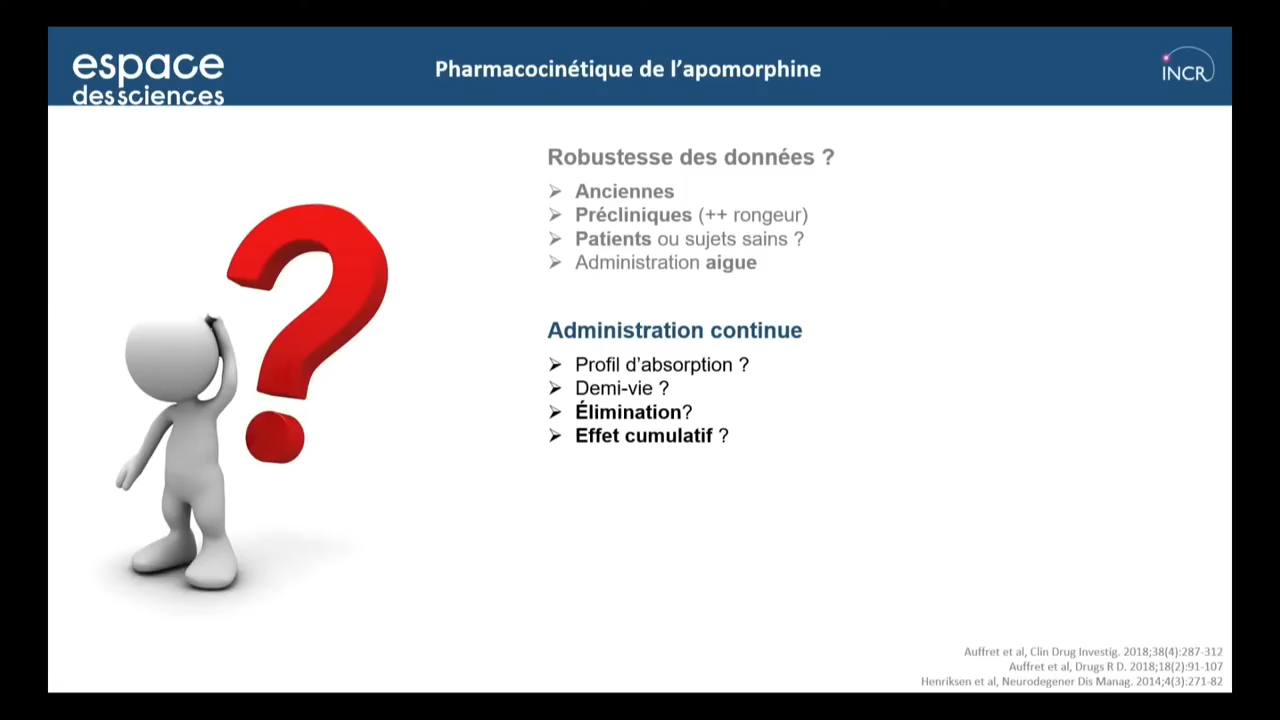 espace
des sciences
Pharmacocinétique de l’apomorphine
INCR
Robustesse des données ?
➢ Anciennes
➢ Précliniques (++ rongeur)
➢ Patients ou sujets sains ?
➢ Administration aigue
Administration continue
➢ Profil d’absorption ?
➢ Demi-vie ?
➢ Élimination?
➢ Effet cumulatif ?
Auffret et al, Clin Drug Investig. 2018;38(4):287-312
Auffret et al, Drugs R D. 2018;18(2):91-107
Henriksen et al, Neurodegener Dis Manag. 2014;4(3):271-82